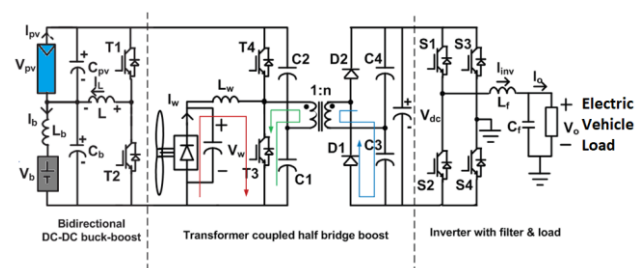 I_pv
V_pv
C_pv
+
-
T1
I_L
L
+
I_b
L_b
V_b
C_b
+
-
T2
I_w
L_w
+
V_w
-
T4
T3
C2
C1
1:n
D2
D1
C4
C3
+
-
V_dc
S1
S3
S2
S4
I_inv
L_f
C_f
I_o
+
V_o
-
Electric
Vehicle
Load
Bidirectional
DC-DC buck-boost
Transformer coupled half bridge boost
Inverter with filter & load